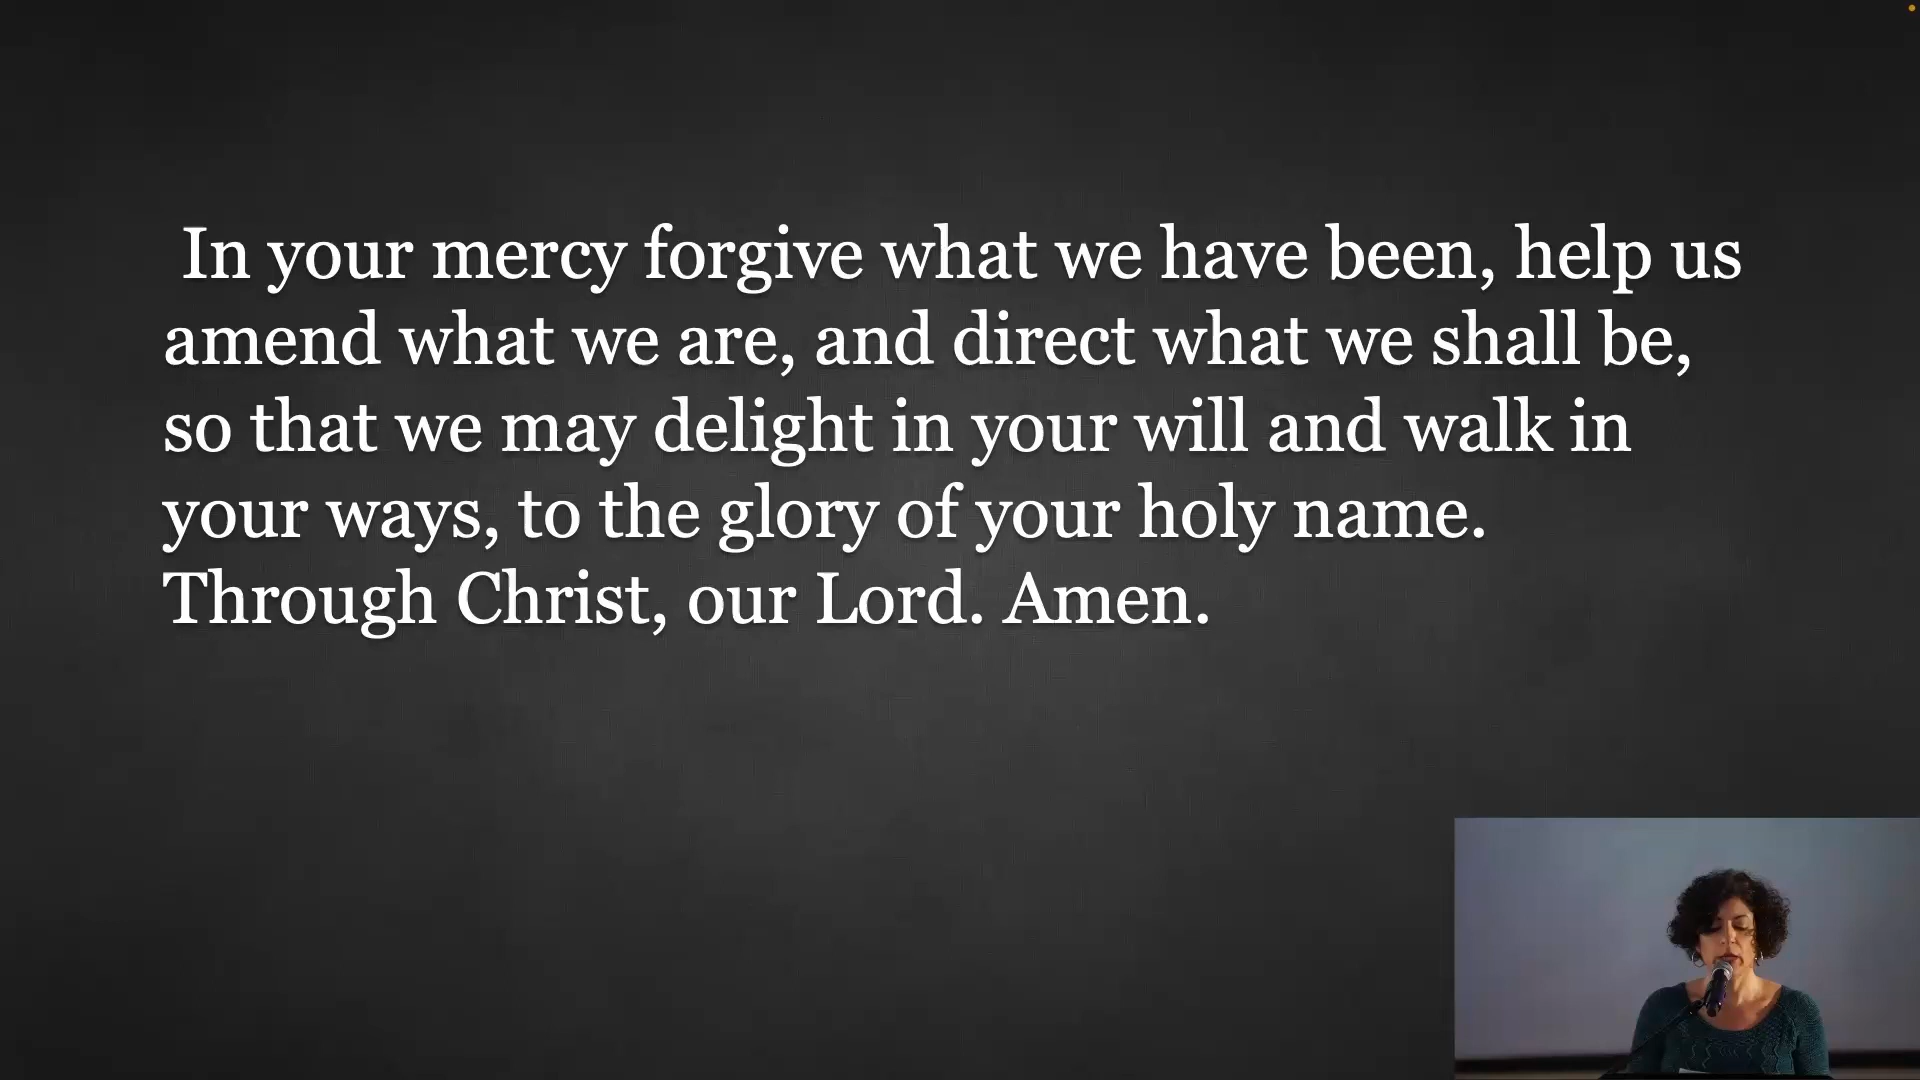 In your mercy forgive what we have been, help us
amend what we are, and direct what we shall be,
so that we may delight in your will and walk in
your ways, to the glory of your holy name.
Through Christ, our Lord. Amen.